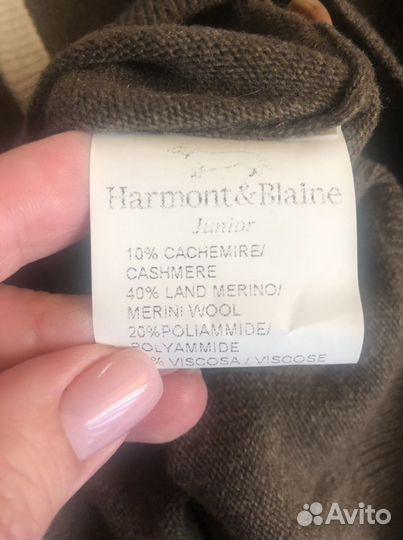 Harmont&Blaine
Junior
10% CACHEMIRE/
CASHMERE
40% LAND MERINO/
MERINI WOOL
20%POLIAMMIDE/
POLYAMMIDE
% VISCOSA / VISCOSE
Avito